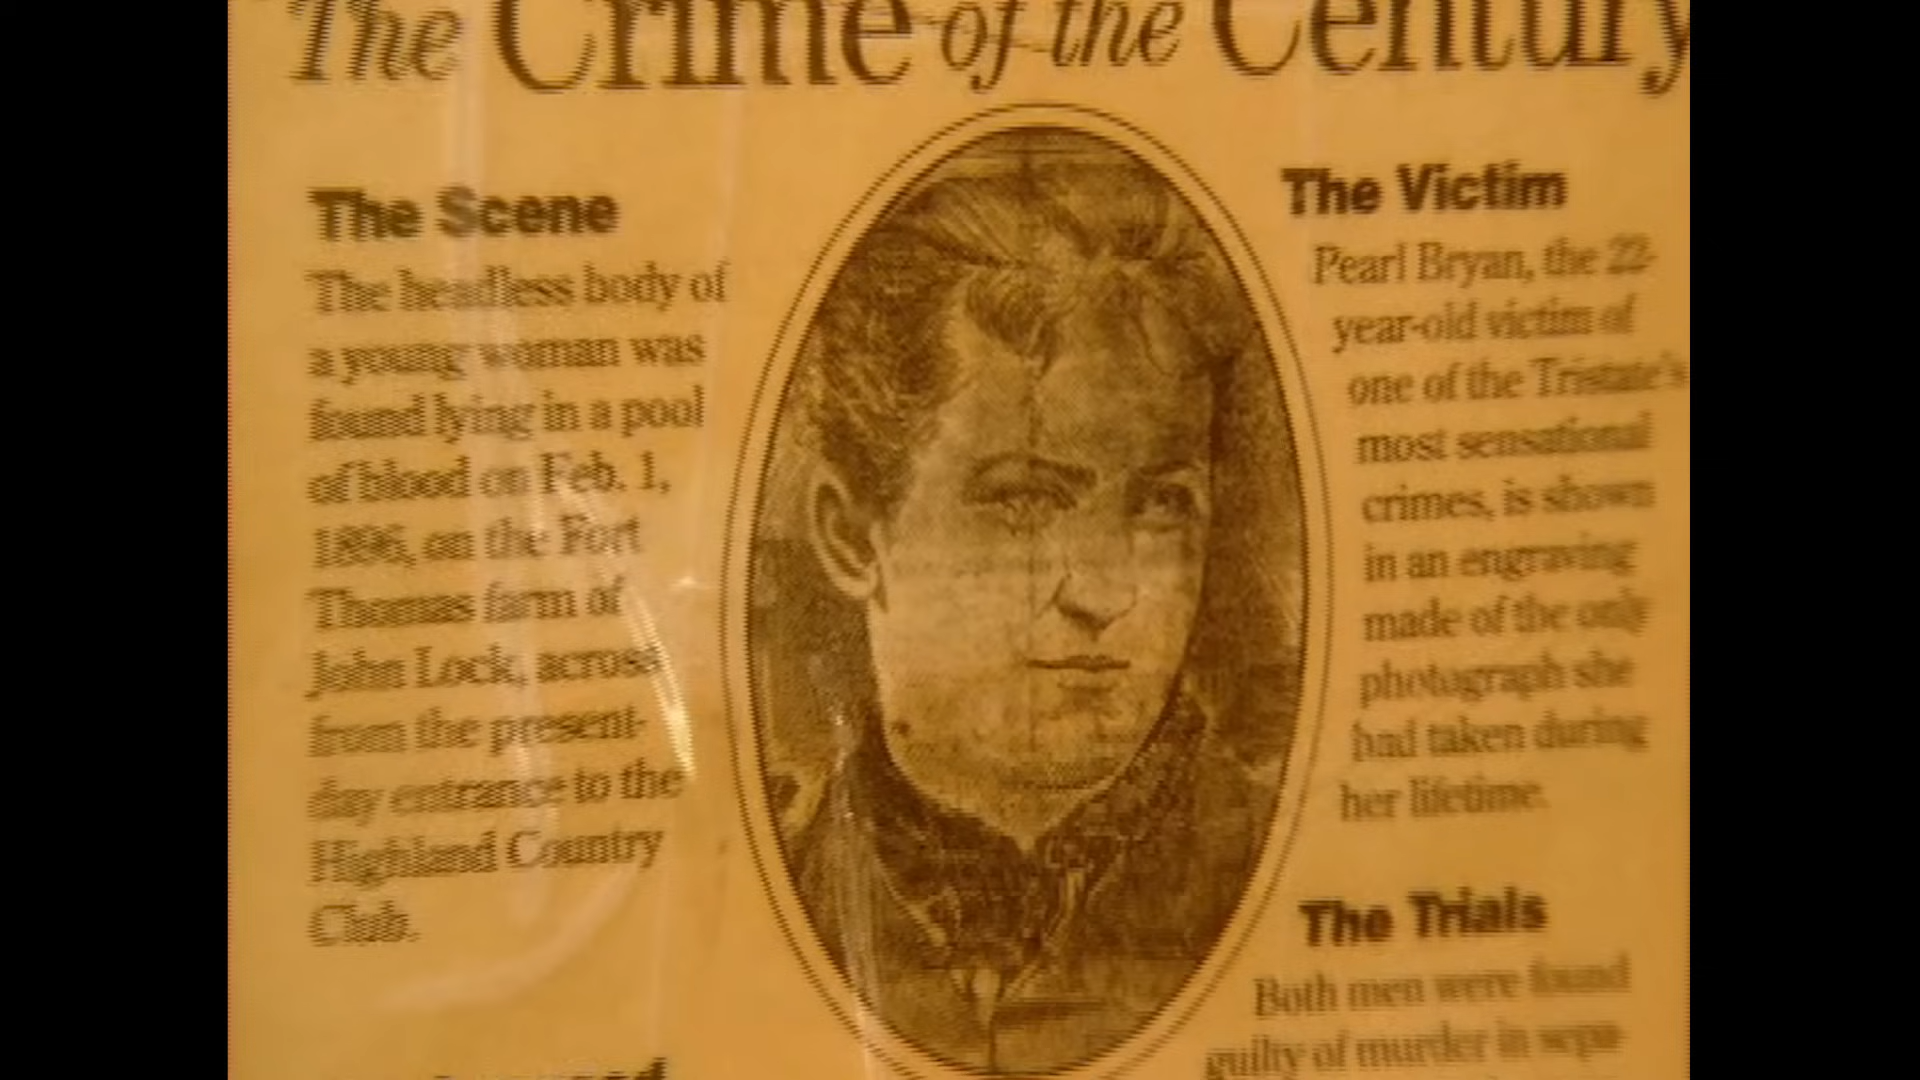 The Crime of the Century
The Scene
The headless body of
a young woman was
found lying in a pool
of blood on Feb. 1,
1896, on the Fort
Thomas farm of
John Lock, across
from the present-
day entrance to the
Highland Country
Club.
The Victim
Pearl Bryan, the 22-
year-old victim of
one of the Tristate's
most sensational
crimes, is shown
in an engraving
made of the only
photograph she
had taken during
her lifetime.
The Trials
Both men were found
guilty of murder in sepa-